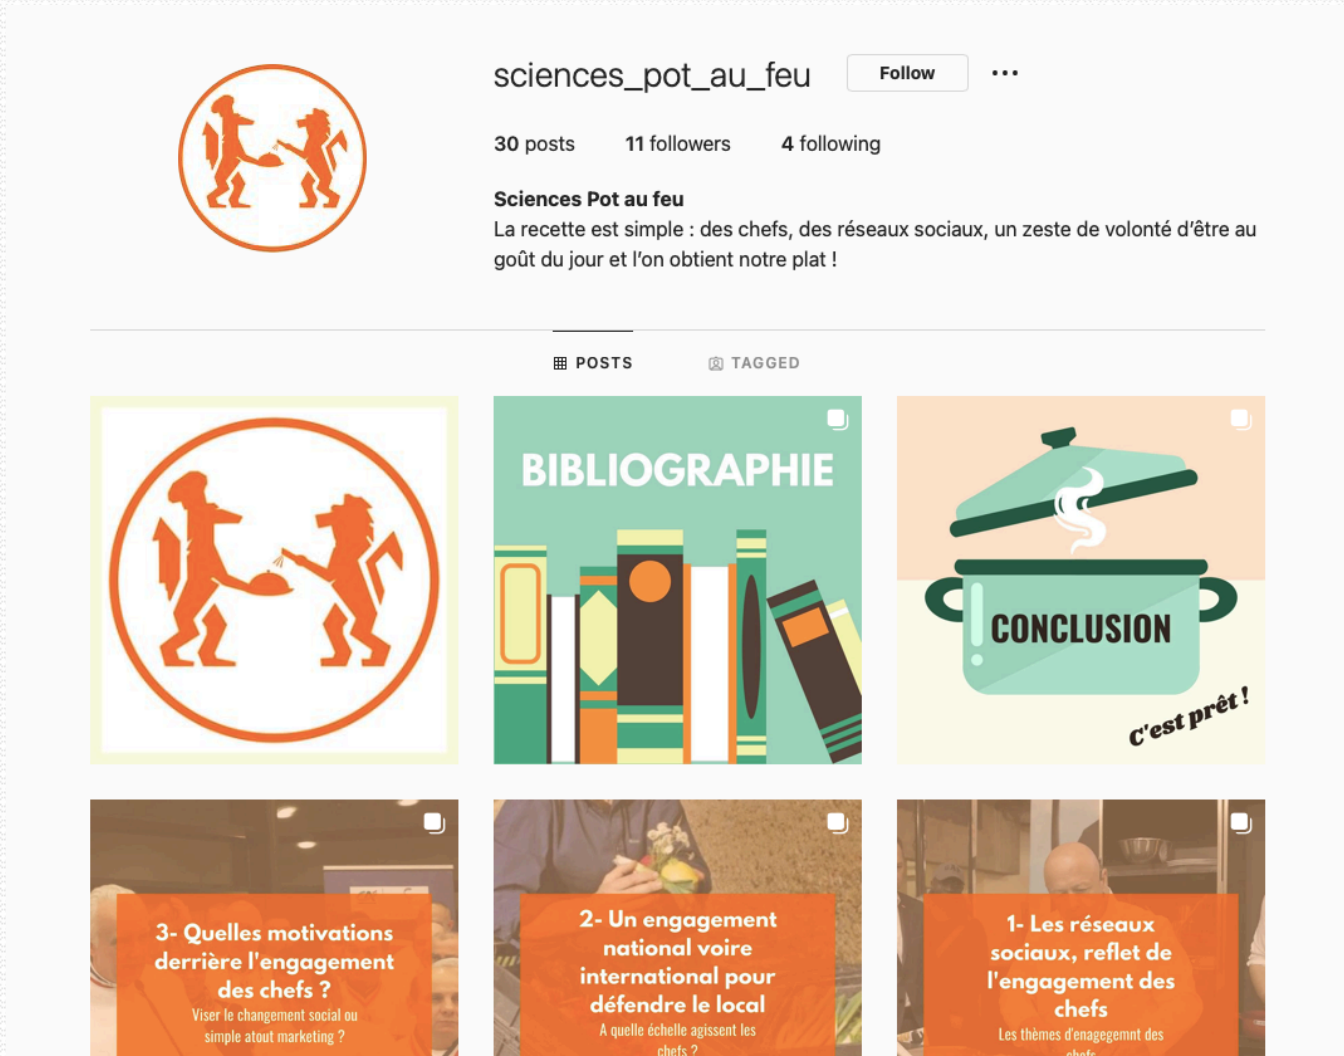 sciences_pot_au_feu
Follow
30 posts
11 followers
4 following
Sciences Pot au feu
La recette est simple : des chefs, des réseaux sociaux, un zeste de volonté d’être au
goût du jour et l’on obtient notre plat !
POSTS
TAGGED
BIBLIOGRAPHIE
CONCLUSION
C'est prêt !
3- Quelles motivations
derrière l'engagement
des chefs ?
Viser le changement social ou
simple atout marketing ?
2- Un engagement
national voire
international pour
défendre le local
A quelle échelle agissent les
chefs ?
1- Les réseaux
sociaux, reflet de
l'engagement des
chefs
Les thèmes d'enagegemnt des
chefs